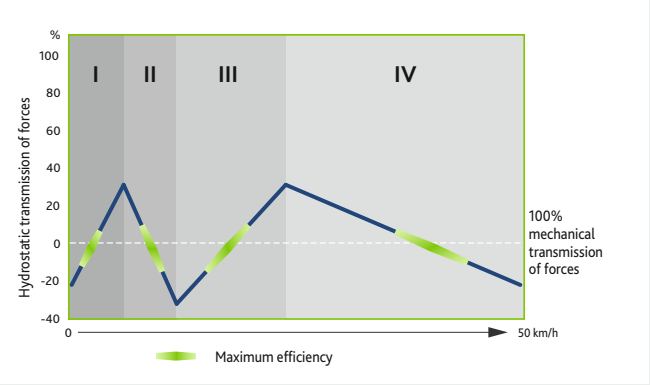 %
100
80
60
40
20
0
-20
-40
Hydrostatic transmission of forces
I
II
III
IV
100%
mechanical
transmission
of forces
0
50 km/h
Maximum efficiency